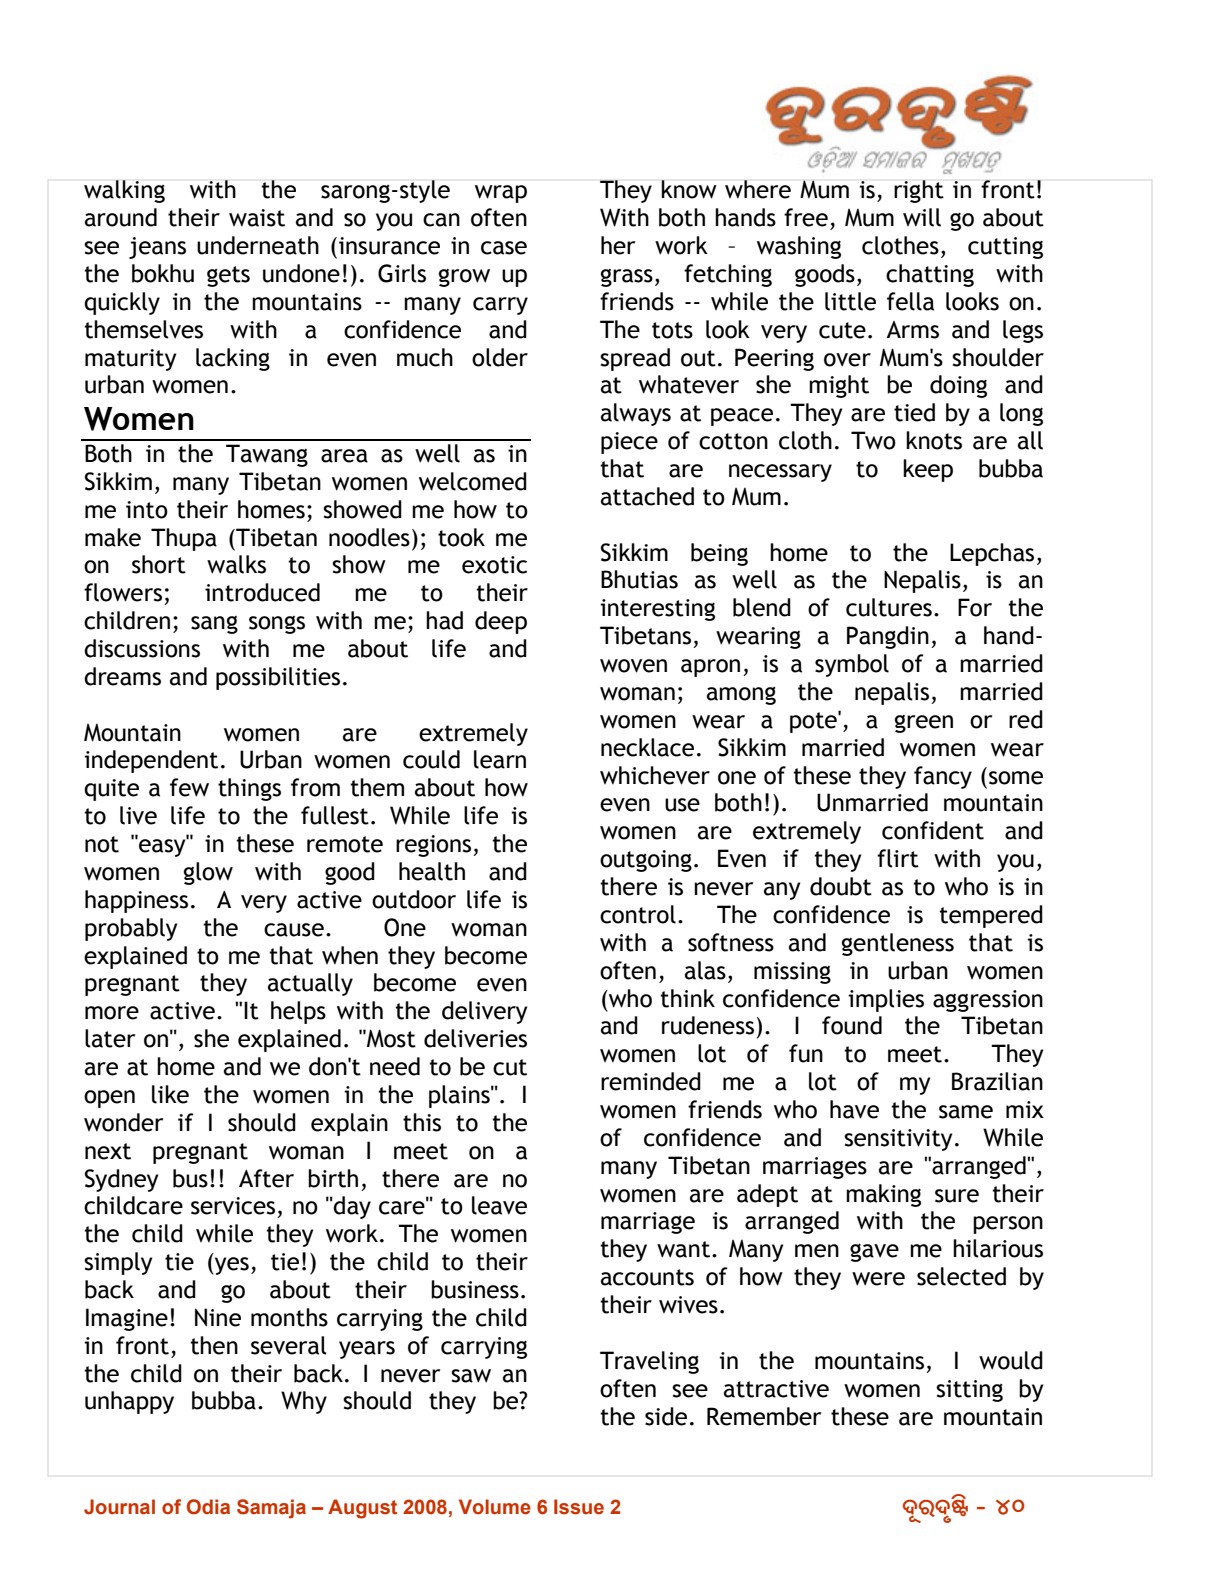 ଦୁରଦୃଷ୍ଟି
ଓଡ଼ିଆ ସମାଜର ମୁଖପତ୍ର
walking with the sarong-style wrap
around their waist and so you can often
see jeans underneath (insurance in case
the bokhu gets undone!). Girls grow up
quickly in the mountains -- many carry
themselves with a confidence and
maturity lacking in even much older
urban women.
Women
Both in the Tawang area as well as in
Sikkim, many Tibetan women welcomed
me into their homes; showed me how to
make Thupa (Tibetan noodles); took me
on short walks to show me exotic
flowers; introduced me to their
children; sang songs with me; had deep
discussions with me about life and
dreams and possibilities.
Mountain women are extremely
independent. Urban women could learn
quite a few things from them about how
to live life to the fullest. While life is
not "easy" in these remote regions, the
women glow with good health and
happiness. A very active outdoor life is
probably the cause. One woman
explained to me that when they become
pregnant they actually become even
more active. "It helps with the delivery
later on", she explained. "Most deliveries
are at home and we don't need to be cut
open like the women in the plains". I
wonder if I should explain this to the
next pregnant woman I meet on a
Sydney bus!! After birth, there are no
childcare services, no "day care" to leave
the child while they work. The women
simply tie (yes, tie!) the child to their
back and go about their business.
Imagine! Nine months carrying the child
in front, then several years of carrying
the child on their back. I never saw an
unhappy bubba. Why should they be?
They know where Mum is, right in front!
With both hands free, Mum will go about
her work – washing clothes, cutting
grass, fetching goods, chatting with
friends -- while the little fella looks on.
The tots look very cute. Arms and legs
spread out. Peering over Mum's shoulder
at whatever she might be doing and
always at peace. They are tied by a long
piece of cotton cloth. Two knots are all
that are necessary to keep bubba
attached to Mum.
Sikkim being home to the Lepchas,
Bhutias as well as the Nepalis, is an
interesting blend of cultures. For the
Tibetans, wearing a Pangdin, a hand-
woven apron, is a symbol of a married
woman; among the nepalis, married
women wear a pote', a green or red
necklace. Sikkim married women wear
whichever one of these they fancy (some
even use both!). Unmarried mountain
women are extremely confident and
outgoing. Even if they flirt with you,
there is never any doubt as to who is in
control. The confidence is tempered
with a softness and gentleness that is
often, alas, missing in urban women
(who think confidence implies aggression
and rudeness). I found the Tibetan
women lot of fun to meet. They
reminded me a lot of my Brazilian
women friends who have the same mix
of confidence and sensitivity. While
many Tibetan marriages are "arranged",
women are adept at making sure their
marriage is arranged with the person
they want. Many men gave me hilarious
accounts of how they were selected by
their wives.
Traveling in the mountains, I would
often see attractive women sitting by
the side. Remember these are mountain
Journal of Odia Samaja – August 2008, Volume 6 Issue 2
ଦୂରଦୃଷ୍ଟି - ୪୦